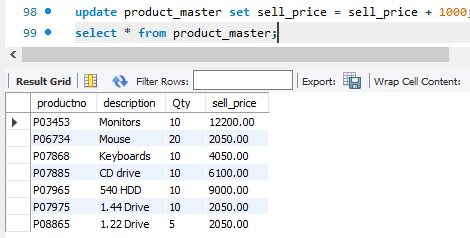 98 update product_master set sell_price = sell_price + 1000;
99 select * from product_master;
Result Grid Filter Rows: Export: Wrap Cell Content:
productno description Qty sell_price
P03453 Monitors 10 12200.00
P06734 Mouse 20 2050.00
P07868 Keyboards 10 4050.00
P07885 CD drive 10 6100.00
P07965 540 HDD 10 9000.00
P07975 1.44 Drive 10 2050.00
P08865 1.22 Drive 5 2050.00